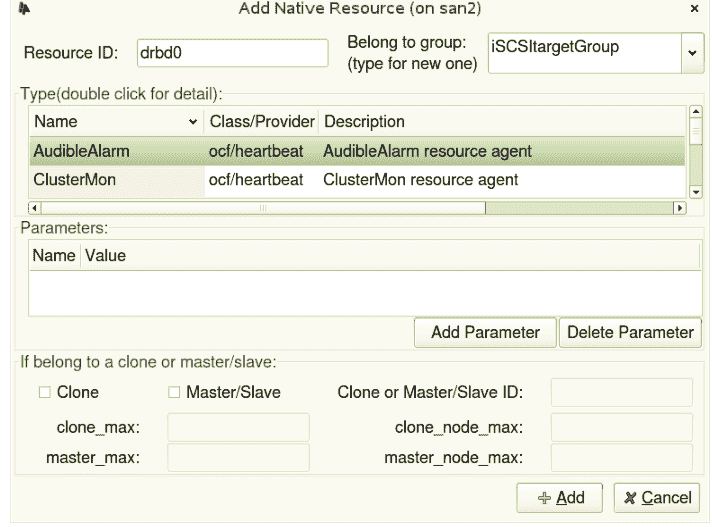 Add Native Resource (on san2)
Resource ID: drbd0 Belong to group: iSCSItargetGroup
(type for new one)
Type(double click for detail):
Name Class/Provider Description
AudibleAlarm ocf/heartbeat AudibleAlarm resource agent
ClusterMon ocf/heartbeat ClusterMon resource agent
Parameters:
Name Value
Add Parameter Delete Parameter
If belong to a clone or master/slave:
Clone Master/Slave Clone or Master/Slave ID:
clone_max: clone_node_max:
master_max: master_node_max:
Add Cancel